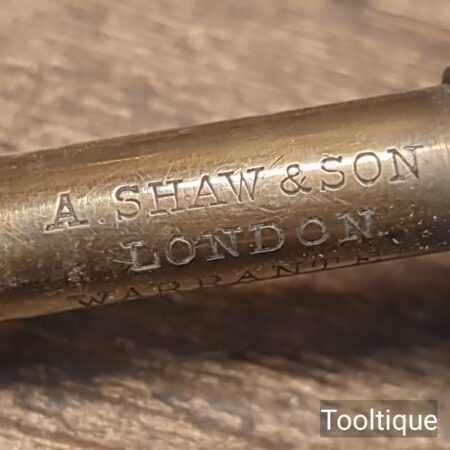 A. SHAW & SON
LONDON.
Tooltique